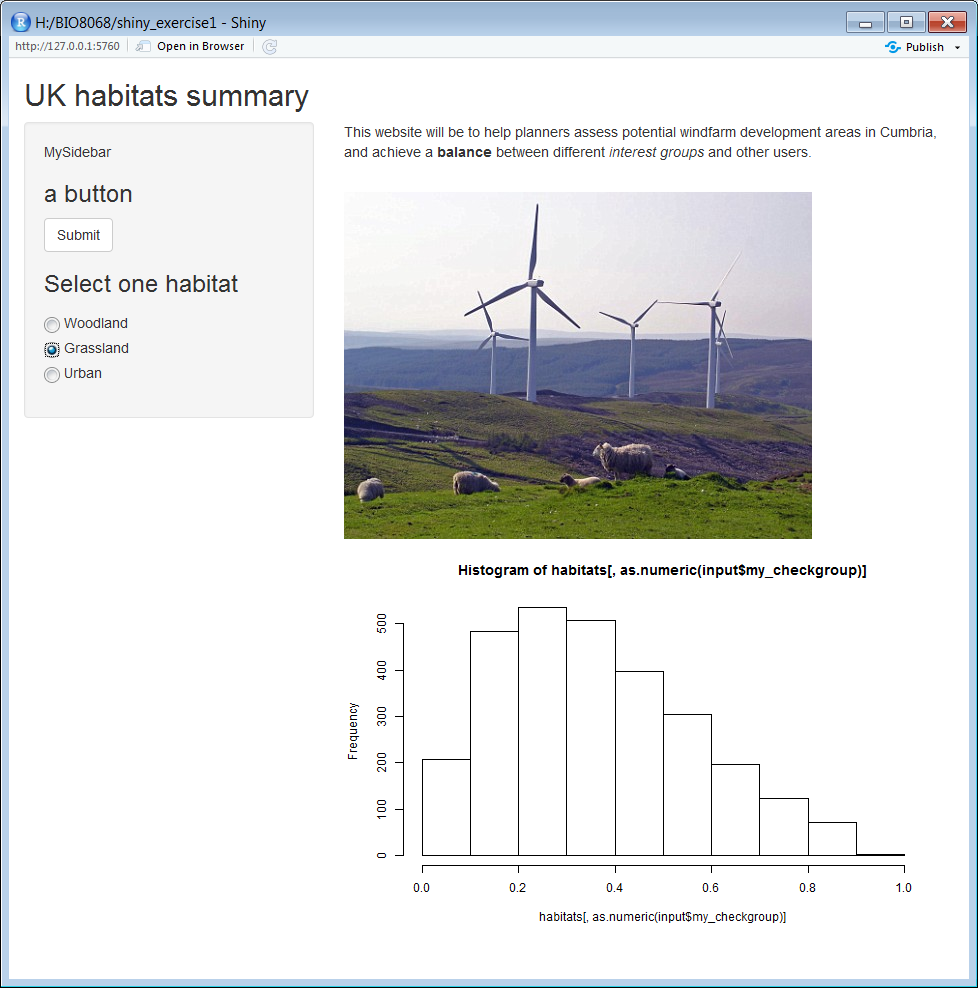 H:/BIO8068/shiny_exercise1 - Shiny
http://127.0.0.1:5760 Open in Browser Publish
UK habitats summary
MySidebar
a button
Submit
Select one habitat
Woodland
Grassland
Urban
This website will be to help planners assess potential windfarm development areas in Cumbria,
and achieve a balance between different interest groups and other users.
Histogram of habitats[, as.numeric(input$my_checkgroup)]
Frequency
500
400
300
200
100
0
0.0 0.2 0.4 0.6 0.8 1.0
habitats[, as.numeric(input$my_checkgroup)]